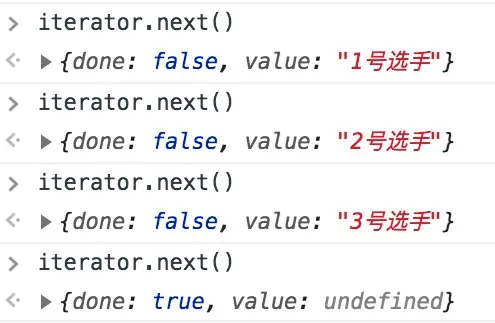 > iterator.next()
<· ▶{done: false, value: "1号选手"}
> iterator.next()
<· ▶{done: false, value: "2号选手"}
> iterator.next()
<· ▶{done: false, value: "3号选手"}
> iterator.next()
<· ▶{done: true, value: undefined}